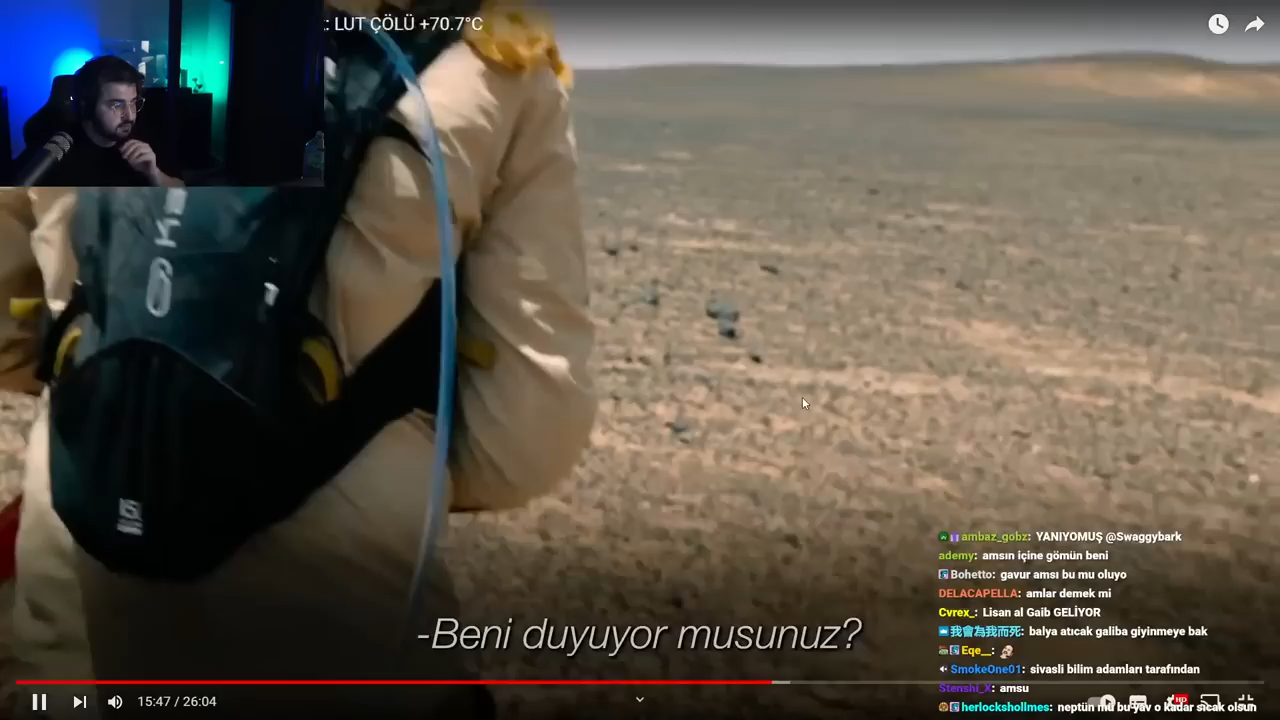 : LUT ÇÖLÜ +70.7°C
ambaz_gobz: YANIYOMUŞ @Swaggybark
ademy: amsın içine gömün beni
Bohetto: gavur amsı bu mu oluyo
DELACAPELLA: amlar demek mi
Cvrex_: Lisan al Gaib GELİYOR
我會為我而死: balya atıcak galiba giyinmeye bak
Eqe__:
SmokeOne01: sivasli bilim adamları tarafından
Stenshi_X: amsu
herlockshollmes: neptün mü bu yav o kadar sıcak olsun
-Beni duyuyor musunuz?
15:47 / 26:04
HD